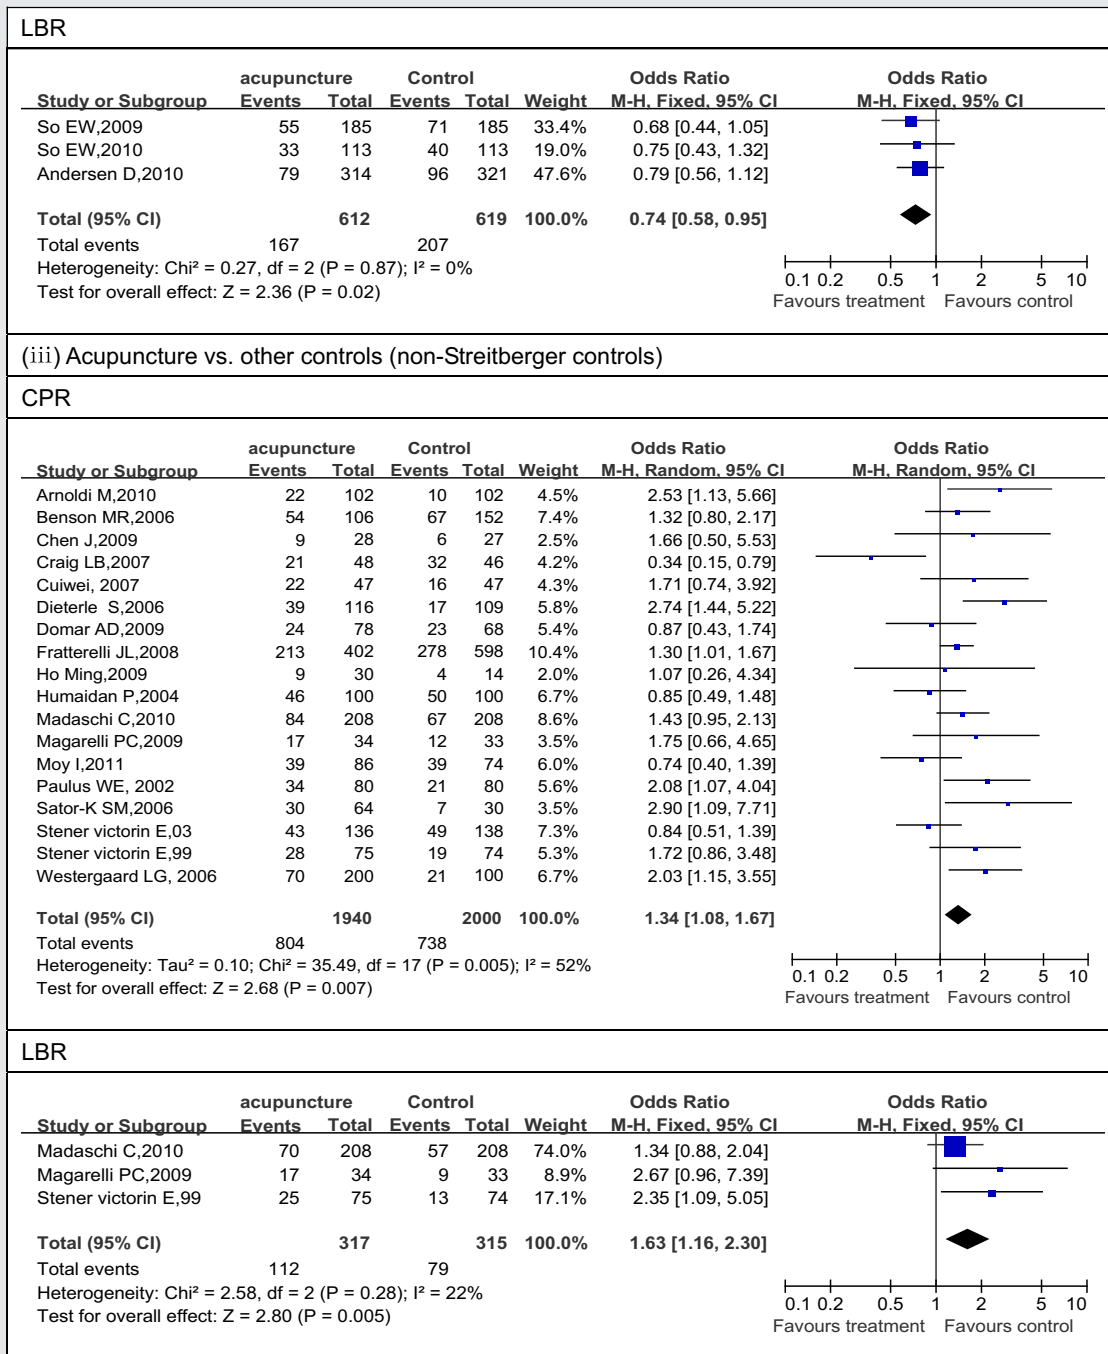 LBR
acupuncture Control Odds Ratio Odds Ratio
Study or Subgroup Events Total Events Total Weight M-H, Fixed, 95% CI M-H, Fixed, 95% CI
So EW,2009 55 185 71 185 33.4% 0.68 [0.44, 1.05]
So EW,2010 33 113 40 113 19.0% 0.75 [0.43, 1.32]
Andersen D,2010 79 314 96 321 47.6% 0.79 [0.56, 1.12]
Total (95% CI) 612 619 100.0% 0.74 [0.58, 0.95]
Total events 167 207
Heterogeneity: Chi² = 0.27, df = 2 (P = 0.87); I² = 0%
Test for overall effect: Z = 2.36 (P = 0.02)
0.1 0.2 0.5 1 2 5 10
Favours treatment Favours control
(iii) Acupuncture vs. other controls (non-Streitberger controls)
CPR
acupuncture Control Odds Ratio Odds Ratio
Study or Subgroup Events Total Events Total Weight M-H, Random, 95% CI M-H, Random, 95% CI
Arnoldi M,2010 22 102 10 102 4.5% 2.53 [1.13, 5.66]
Benson MR,2006 54 106 67 152 7.4% 1.32 [0.80, 2.17]
Chen J,2009 9 28 6 27 2.5% 1.66 [0.50, 5.53]
Craig LB,2007 21 48 32 46 4.2% 0.34 [0.15, 0.79]
Cuiwei, 2007 22 47 16 47 4.3% 1.71 [0.74, 3.92]
Dieterle S,2006 39 116 17 109 5.8% 2.74 [1.44, 5.22]
Domar AD,2009 24 78 23 68 5.4% 0.87 [0.43, 1.74]
Fratterelli JL,2008 213 402 278 598 10.4% 1.30 [1.01, 1.67]
Ho Ming,2009 9 30 4 14 2.0% 1.07 [0.26, 4.34]
Humaidan P,2004 46 100 50 100 6.7% 0.85 [0.49, 1.48]
Madaschi C,2010 84 208 67 208 8.6% 1.43 [0.95, 2.13]
Magarelli PC,2009 17 34 12 33 3.5% 1.75 [0.66, 4.65]
Moy I,2011 39 86 39 74 6.0% 0.74 [0.40, 1.39]
Paulus WE, 2002 34 80 21 80 5.6% 2.08 [1.07, 4.04]
Sator-K SM,2006 30 64 7 30 3.5% 2.90 [1.09, 7.71]
Stener victorin E,03 43 136 49 138 7.3% 0.84 [0.51, 1.39]
Stener victorin E,99 28 75 19 74 5.3% 1.72 [0.86, 3.48]
Westergaard LG, 2006 70 200 21 100 6.7% 2.03 [1.15, 3.55]
Total (95% CI) 1940 2000 100.0% 1.34 [1.08, 1.67]
Total events 804 738
Heterogeneity: Tau² = 0.10; Chi² = 35.49, df = 17 (P = 0.005); I² = 52%
Test for overall effect: Z = 2.68 (P = 0.007)
0.1 0.2 0.5 1 2 5 10
Favours treatment Favours control
LBR
acupuncture Control Odds Ratio Odds Ratio
Study or Subgroup Events Total Events Total Weight M-H, Fixed, 95% CI M-H, Fixed, 95% CI
Madaschi C,2010 70 208 57 208 74.0% 1.34 [0.88, 2.04]
Magarelli PC,2009 17 34 9 33 8.9% 2.67 [0.96, 7.39]
Stener victorin E,99 25 75 13 74 17.1% 2.35 [1.09, 5.05]
Total (95% CI) 317 315 100.0% 1.63 [1.16, 2.30]
Total events 112 79
Heterogeneity: Chi² = 2.58, df = 2 (P = 0.28); I² = 22%
Test for overall effect: Z = 2.80 (P = 0.005)
0.1 0.2 0.5 1 2 5 10
Favours treatment Favours control